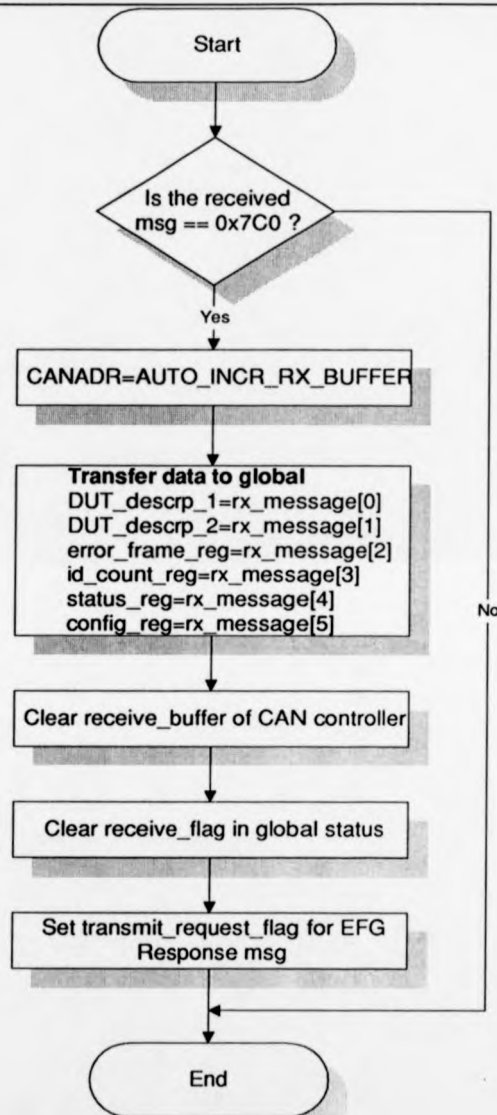 Start
Is the received
msg == 0x7C0 ?
Yes
CANADR=AUTO_INCR_RX_BUFFER
Transfer data to global
DUT_descrp_1=rx_message[0]
DUT_descrp_2=rx_message[1]
error_frame_reg=rx_message[2]
id_count_reg=rx_message[3]
status_reg=rx_message[4]
config_reg=rx_message[5]
No
Clear receive_buffer of CAN controller
Clear receive_flag in global status
Set transmit_request_flag for EFG
Response msg
End